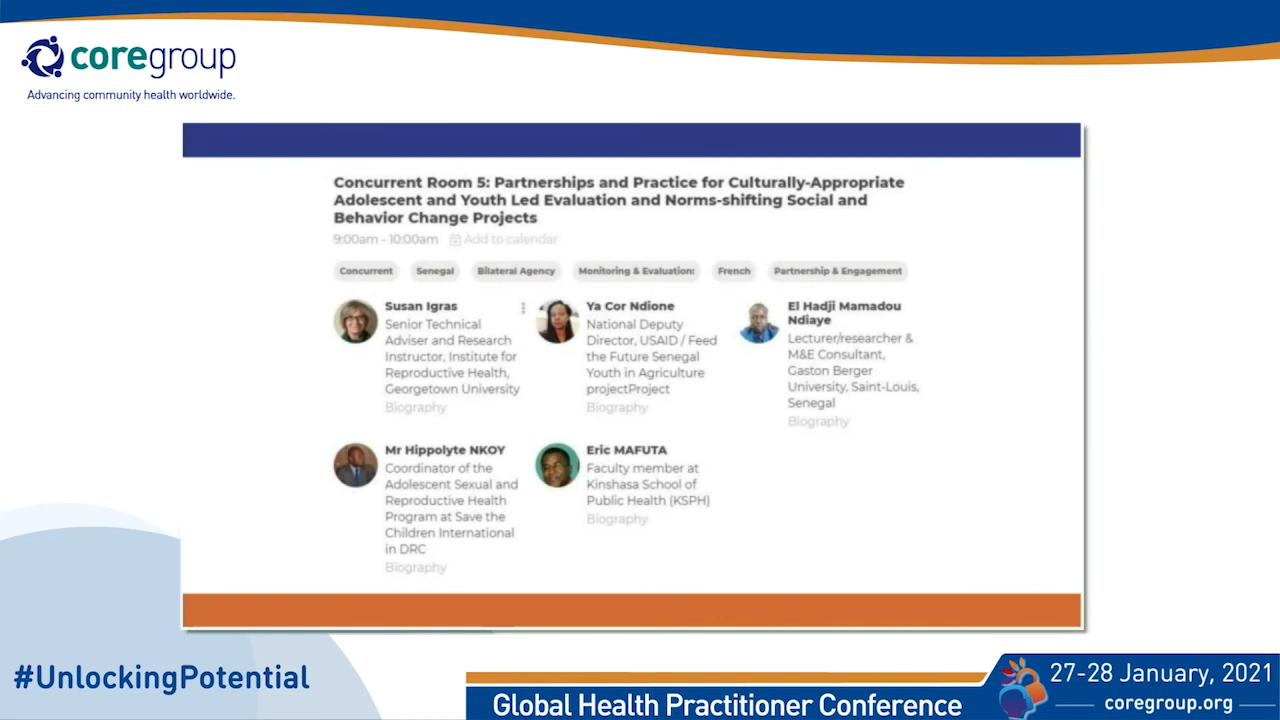 coregroup
Advancing community health worldwide.
Concurrent Room 5: Partnerships and Practice for Culturally-Appropriate
Adolescent and Youth Led Evaluation and Norms-shifting Social and
Behavior Change Projects
9:00am - 10:00am Add to calendar
Concurrent Senegal Bilateral Agency Monitoring & Evaluation: French Partnership & Engagement
Susan Igras
Senior Technical
Adviser and Research
Instructor, Institute for
Reproductive Health,
Georgetown University
Biography
Ya Cor Ndione
National Deputy
Director, USAID / Feed
the Future Senegal
Youth in Agriculture
projectProject
Biography
El Hadji Mamadou
Ndiaye
Lecturer/researcher &
M&E Consultant,
Gaston Berger
University, Saint-Louis,
Senegal
Biography
Mr Hippolyte NKOY
Coordinator of the
Adolescent Sexual and
Reproductive Health
Program at Save the
Children International
in DRC
Biography
Eric MAFUTA
Faculty member at
Kinshasa School of
Public Health (KSPH)
Biography
#UnlockingPotential
Global Health Practitioner Conference
27-28 January, 2021
coregroup.org